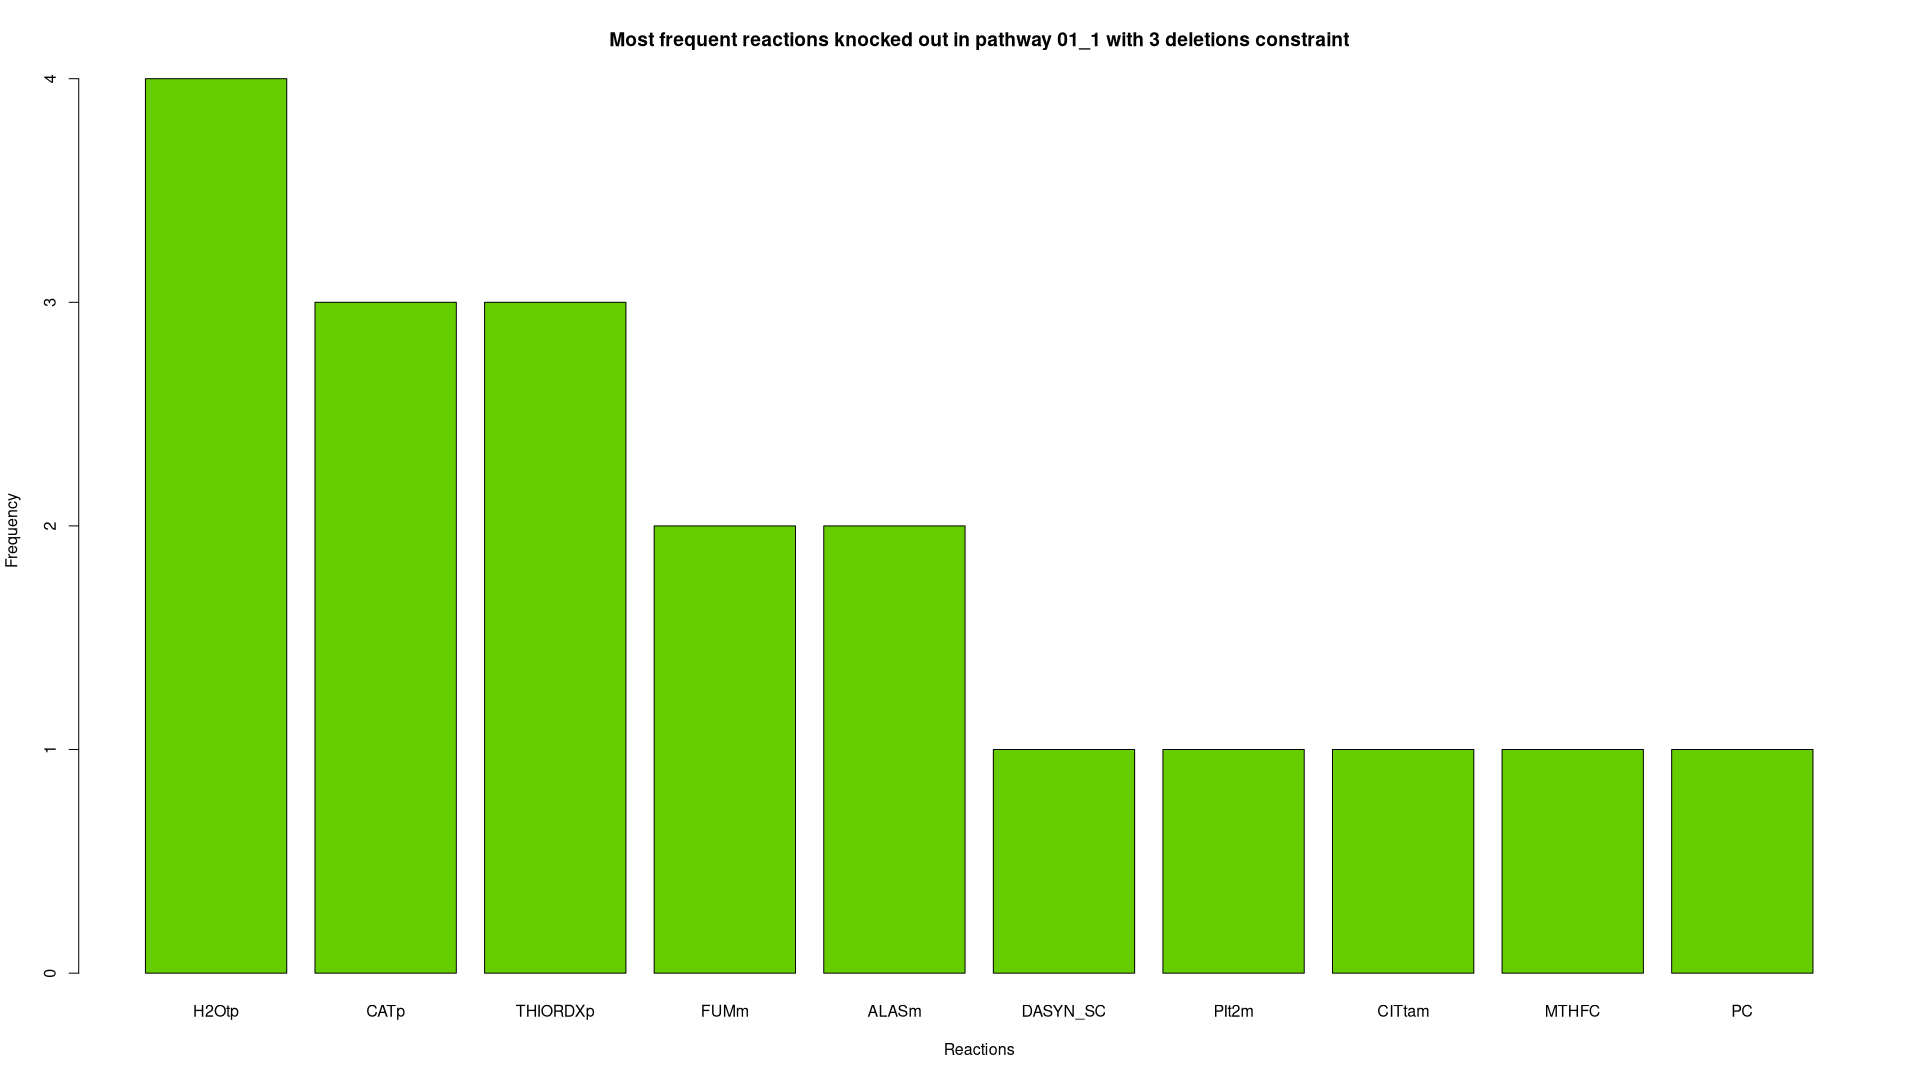 Most frequent reactions knocked out in pathway 01_1 with 3 deletions constraint
4
3
2
1
0
Frequency
H2Otp CATp THIORDXp FUMm ALASm DASYN_SC PIt2m CITtam MTHFC PC
Reactions